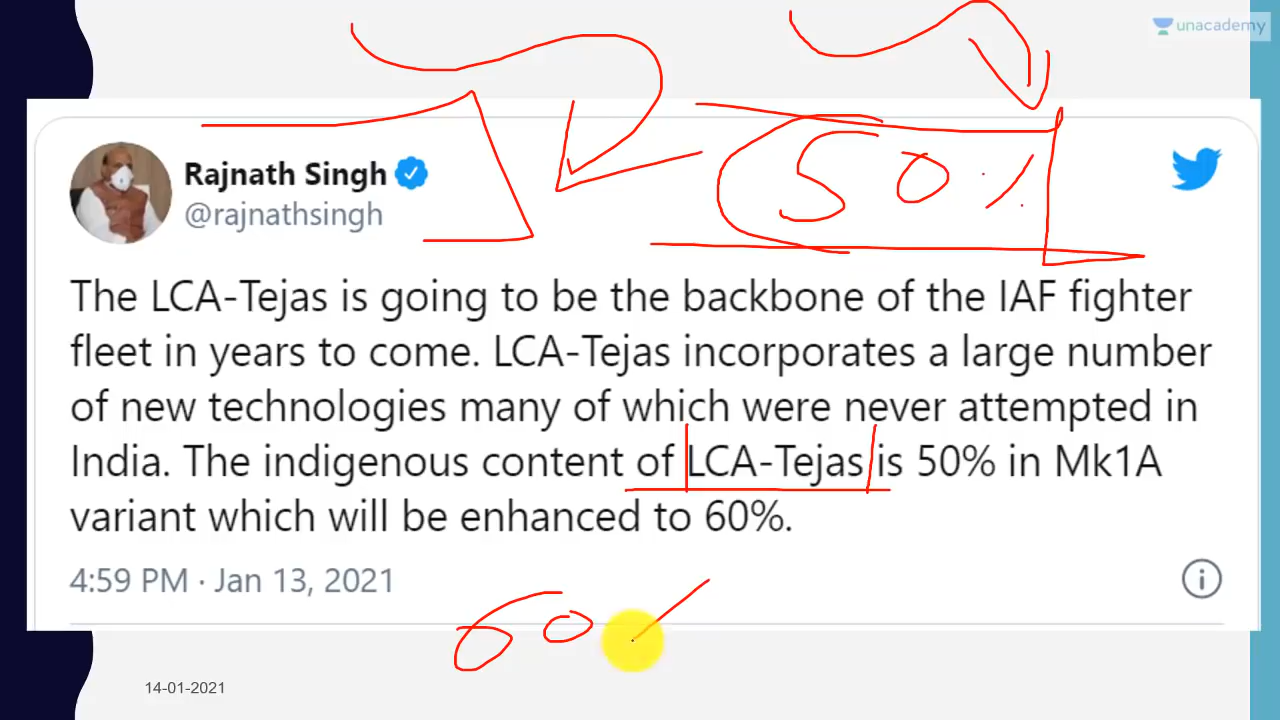 unacademy
50%
Rajnath Singh
@rajnathsingh
The LCA-Tejas is going to be the backbone of the IAF fighter
fleet in years to come. LCA-Tejas incorporates a large number
of new technologies many of which were never attempted in
India. The indigenous content of LCA-Tejas is 50% in Mk1A
variant which will be enhanced to 60%.
4:59 PM · Jan 13, 2021
60
14-01-2021